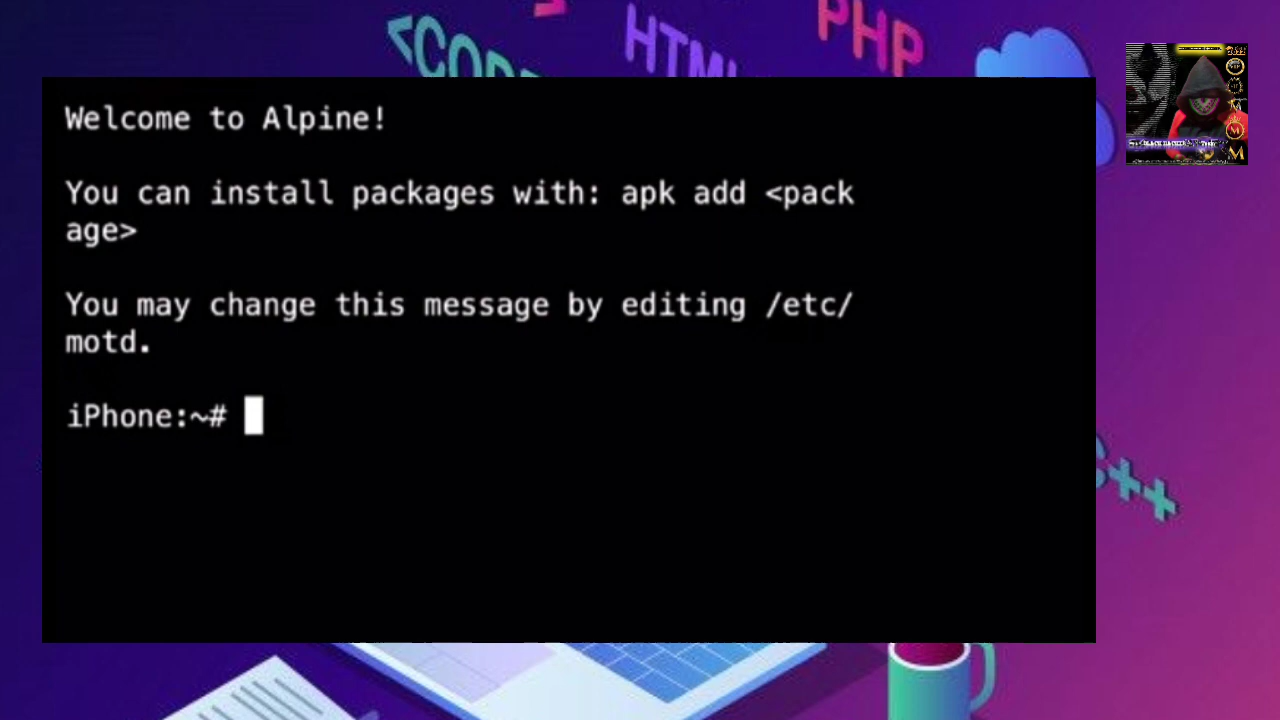 <COD
HTML
PHP
Welcome to Alpine!
You can install packages with: apk add <pack
age>
You may change this message by editing /etc/
motd.
iPhone:~#
C++